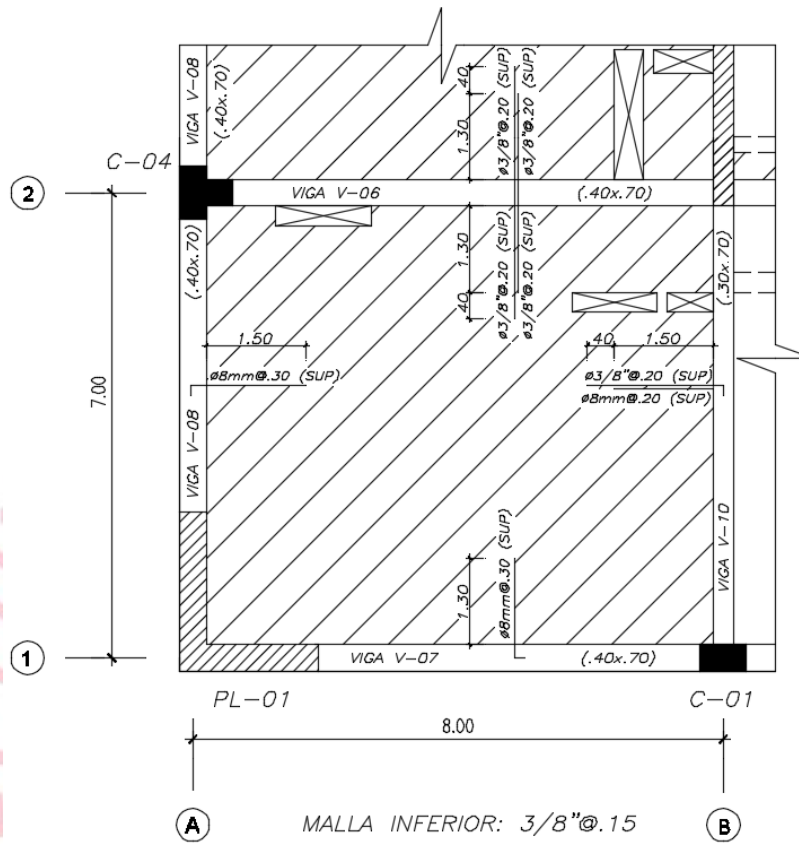 VIGA V-08
(.40x.70)
40
1.30
ø3/8"@.20 (SUP)
ø3/8"@.20 (SUP)
C-04
2
VIGA V-06
(.40x.70)
(.40x.70)
1.30
40
ø3/8"@.20 (SUP)
ø3/8"@.20 (SUP)
(.30x.70)
1.50
ø8mm@.30 (SUP)
40
1.50
ø3/8"@.20 (SUP)
ø8mm@.20 (SUP)
7.00
VIGA V-08
1.30
ø8mm@.30 (SUP)
VIGA V-10
1
VIGA V-07
(.40x.70)
PL-01
C-01
8.00
A
MALLA INFERIOR: 3/8"@.15
B